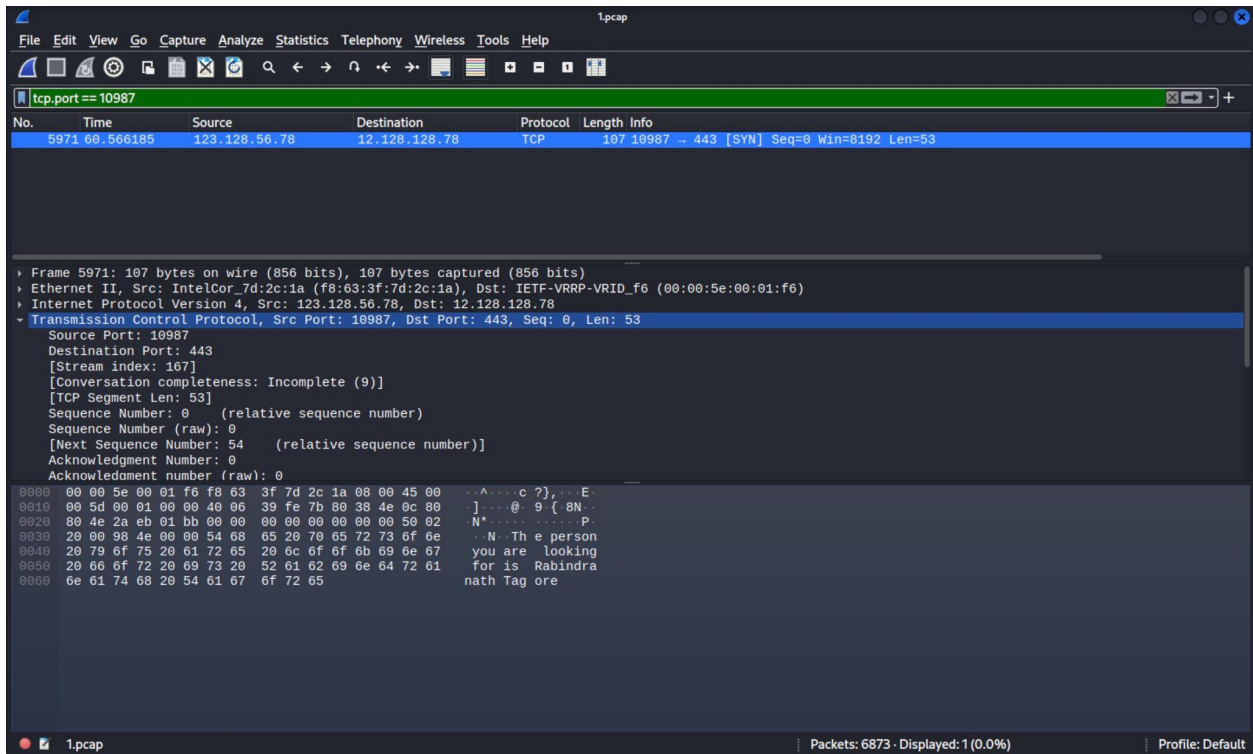 1.pcap
File Edit View Go Capture Analyze Statistics Telephony Wireless Tools Help
tcp.port == 10987
No. Time Source Destination Protocol Length Info
5971 60.566185 123.128.56.78 12.128.128.78 TCP 107 10987 → 443 [SYN] Seq=0 Win=8192 Len=53
Frame 5971: 107 bytes on wire (856 bits), 107 bytes captured (856 bits)
Ethernet II, Src: IntelCor_7d:2c:1a (f8:63:3f:7d:2c:1a), Dst: IETF-VRRP-VRID_f6 (00:00:5e:00:01:f6)
Internet Protocol Version 4, Src: 123.128.56.78, Dst: 12.128.128.78
Transmission Control Protocol, Src Port: 10987, Dst Port: 443, Seq: 0, Len: 53
Source Port: 10987
Destination Port: 443
[Stream index: 167]
[Conversation completeness: Incomplete (9)]
[TCP Segment Len: 53]
Sequence Number: 0 (relative sequence number)
Sequence Number (raw): 0
[Next Sequence Number: 54 (relative sequence number)]
Acknowledgment Number: 0
Acknowledgment number (raw): 0
0000 00 00 5e 00 01 f6 f8 63 3f 7d 2c 1a 08 00 45 00 ··^····c ?},···E·
0010 00 5d 00 01 00 00 40 06 39 fe 7b 80 38 4e 0c 80 ·]····@· 9·{·8N··
0020 80 4e 2a eb 01 bb 00 00 00 00 00 00 00 00 50 02 ·N*····· ······P·
0030 20 00 98 4e 00 00 54 68 65 20 70 65 72 73 6f 6e ··N··Th e person
0040 20 79 6f 75 20 61 72 65 20 6c 6f 6f 6b 69 6e 67 you are looking
0050 20 66 6f 72 20 69 73 20 52 61 62 69 6e 64 72 61 for is Rabindra
0060 6e 61 74 68 20 54 61 67 6f 72 65 nath Tag ore
1.pcap Packets: 6873 · Displayed: 1 (0.0%) Profile: Default